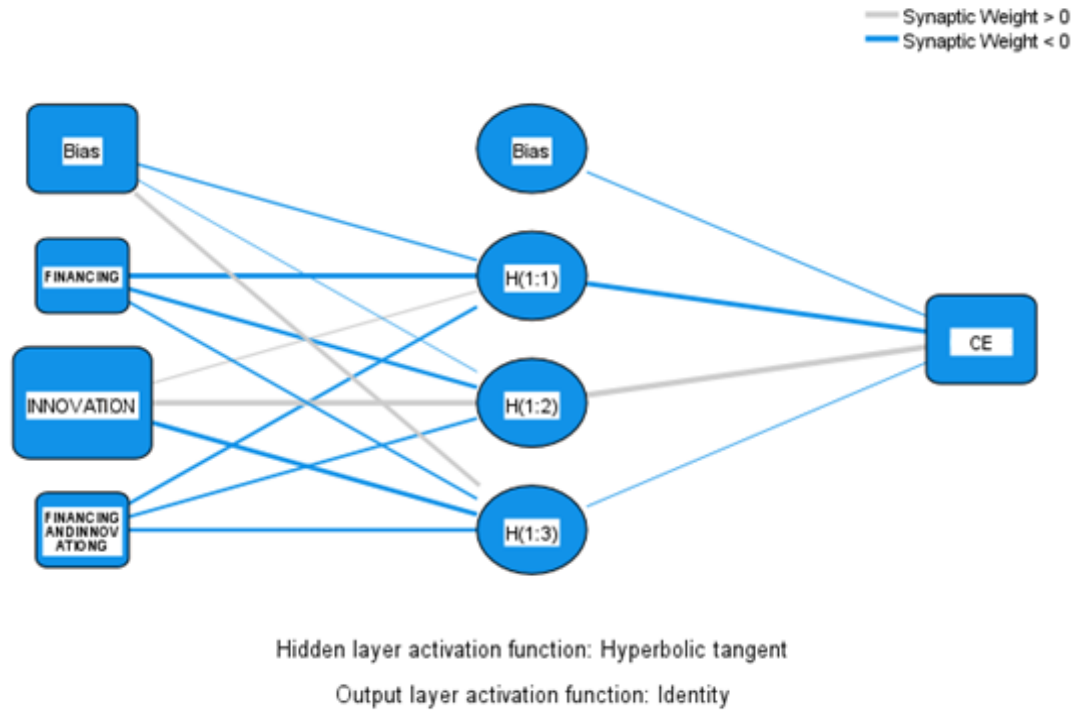 Synaptic Weight > 0
Synaptic Weight < 0
Bias
Bias
FINANCING
H(1:1)
CE
INNOVATION
H(1:2)
FINANCING
ANDINNOV
ATIONG
H(1:3)
Hidden layer activation function: Hyperbolic tangent
Output layer activation function: Identity